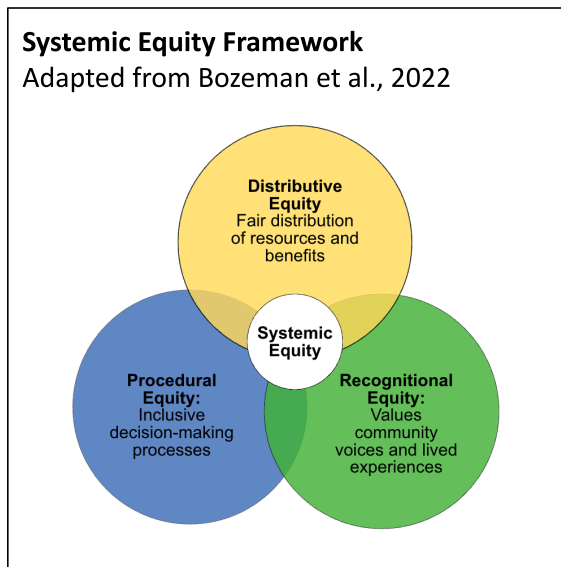 Systemic Equity Framework
Adapted from Bozeman et al., 2022
Distributive
Equity
Fair distribution
of resources and
benefits
Systemic
Equity
Procedural
Equity:
Inclusive
decision-making
processes
Recognitional
Equity:
Values
community
voices and lived
experiences